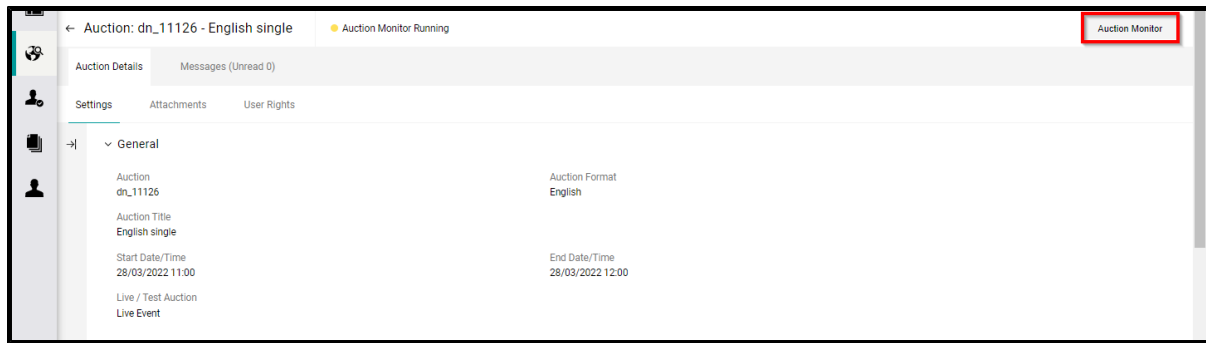 Auction: dn_11126 - English single
Auction Monitor Running
Auction Monitor
Auction Details
Messages (Unread 0)
Settings
Attachments
User Rights
General
Auction
Auction Format
dn_11126
English
Auction Title
English single
Start Date/Time
End Date/Time
28/03/2022 11:00
28/03/2022 12:00
Live / Test Auction
Live Event